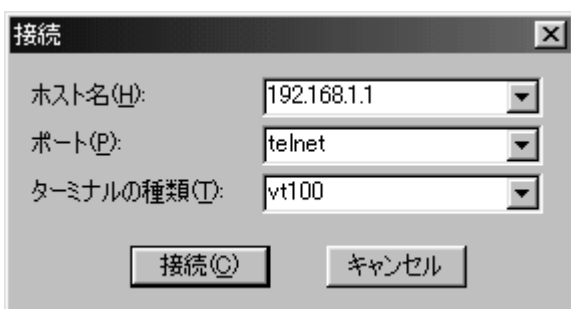 接続
ホスト名(H): 192.168.1.1
ポート(P): telnet
ターミナルの種類(T): vt100
接続(C) キャンセル